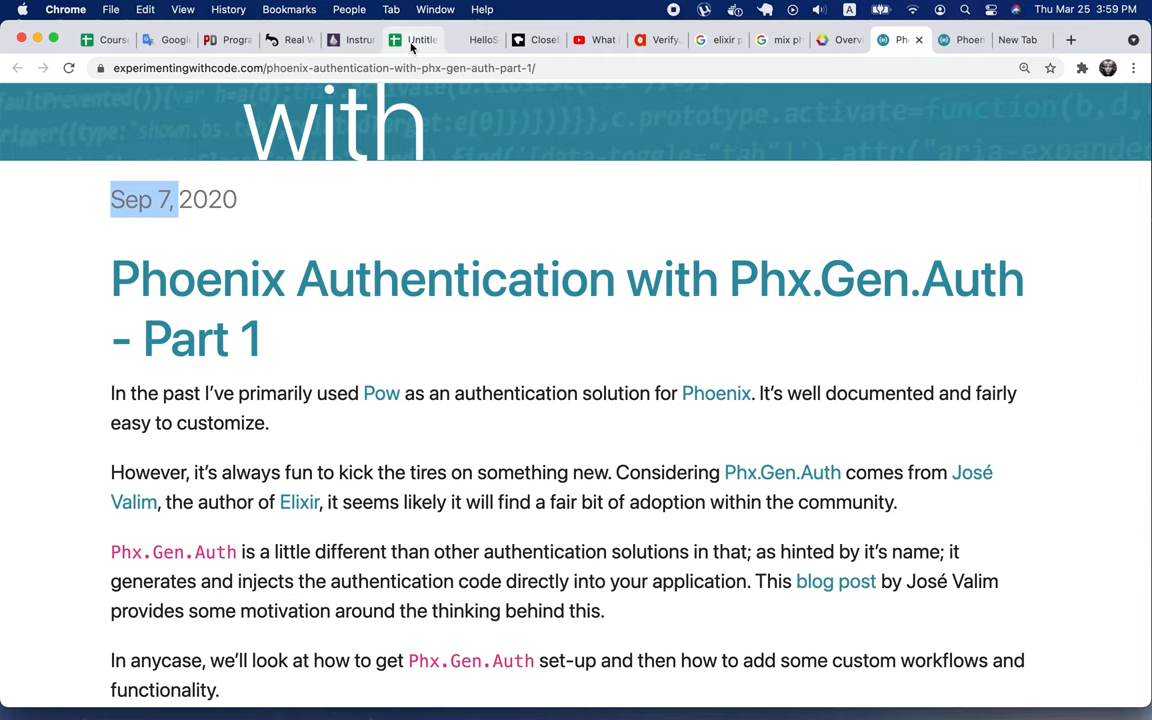 Chrome File Edit View History Bookmarks People Tab Window Help A Thu Mar 25 3:59 PM
Cours Googl Progra Real W Instrur Untitle HelloS CloseE What Verify. elixir p mix ph Overvi Pho Phoen New Tab
experimentingwithcode.com/phoenix-authentication-with-phx-gen-auth-part-1/
with
Sep 7, 2020
Phoenix Authentication with Phx.Gen.Auth
- Part 1
In the past I’ve primarily used Pow as an authentication solution for Phoenix. It’s well documented and fairly
easy to customize.
However, it’s always fun to kick the tires on something new. Considering Phx.Gen.Auth comes from José
Valim, the author of Elixir, it seems likely it will find a fair bit of adoption within the community.
Phx.Gen.Auth is a little different than other authentication solutions in that; as hinted by it’s name; it
generates and injects the authentication code directly into your application. This blog post by José Valim
provides some motivation around the thinking behind this.
In anycase, we’ll look at how to get Phx.Gen.Auth set-up and then how to add some custom workflows and
functionality.